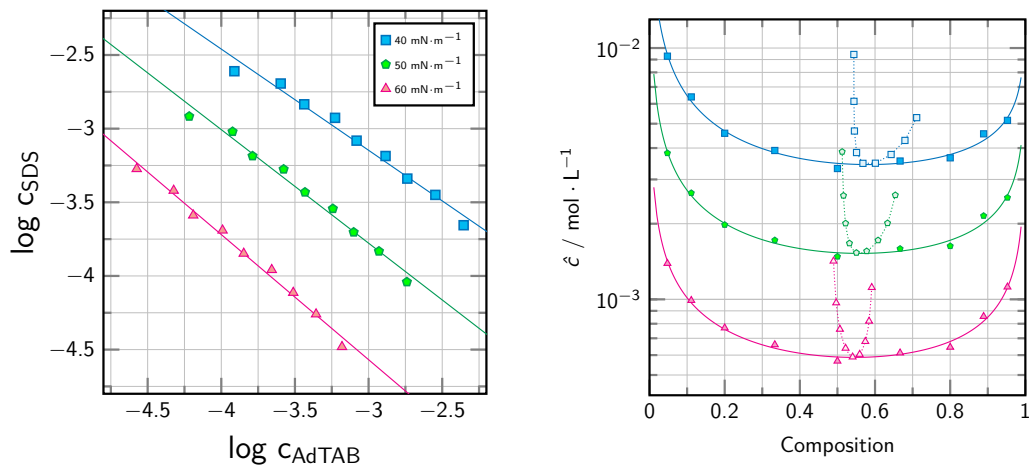 −2.5
−3
−3.5
−4
−4.5
log cSDS
−4.5
−4
−3.5
−3
−2.5
log cAdTAB
40 mN·m−1
50 mN·m−1
60 mN·m−1
10−2
10−3
ĉ / mol · L−1
0
0.2
0.4
0.6
0.8
1
Composition